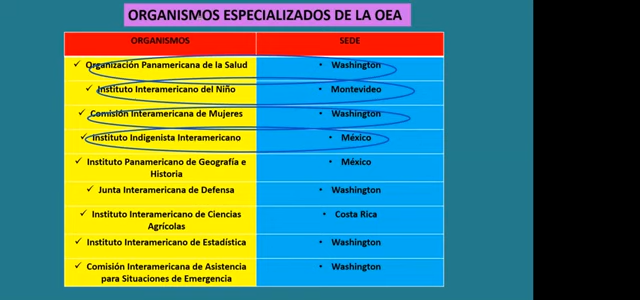 ORGANISMOS ESPECIALIZADOS DE LA OEA
ORGANISMOS
SEDE
✓ Organización Panamericana de la Salud
• Washington
✓ Instituto Interamericano del Niño
• Montevideo
✓ Comisión Interamericana de Mujeres
• Washington
✓ Instituto Indigenista Interamericano
• México
✓ Instituto Panamericano de Geografía e
Historia
• México
✓ Junta Interamericana de Defensa
• Washington
✓ Instituto Interamericano de Ciencias
Agrícolas
• Costa Rica
✓ Instituto Interamericano de Estadística
• Washington
✓ Comisión Interamericana de Asistencia
para Situaciones de Emergencia
• Washington